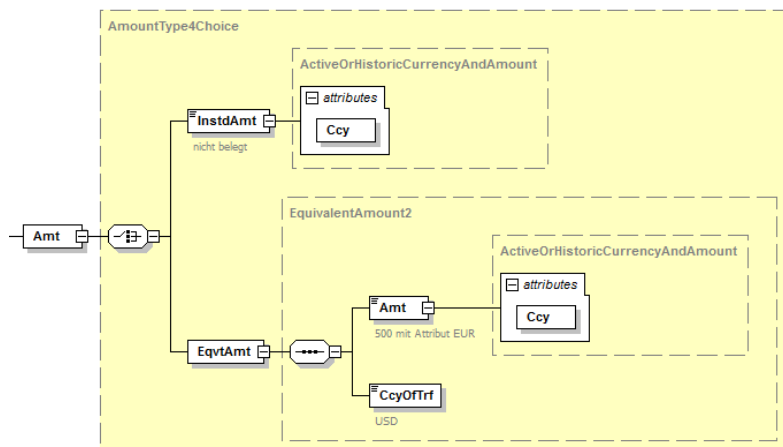 AmountType4Choice
ActiveOrHistoricCurrencyAndAmount
attributes
InstdAmt
Ccy
nicht belegt
EquivalentAmount2
Amt
ActiveOrHistoricCurrencyAndAmount
attributes
Amt
Ccy
500 mit Attribut EUR
EqvtAmt
CcyOfTrf
USD